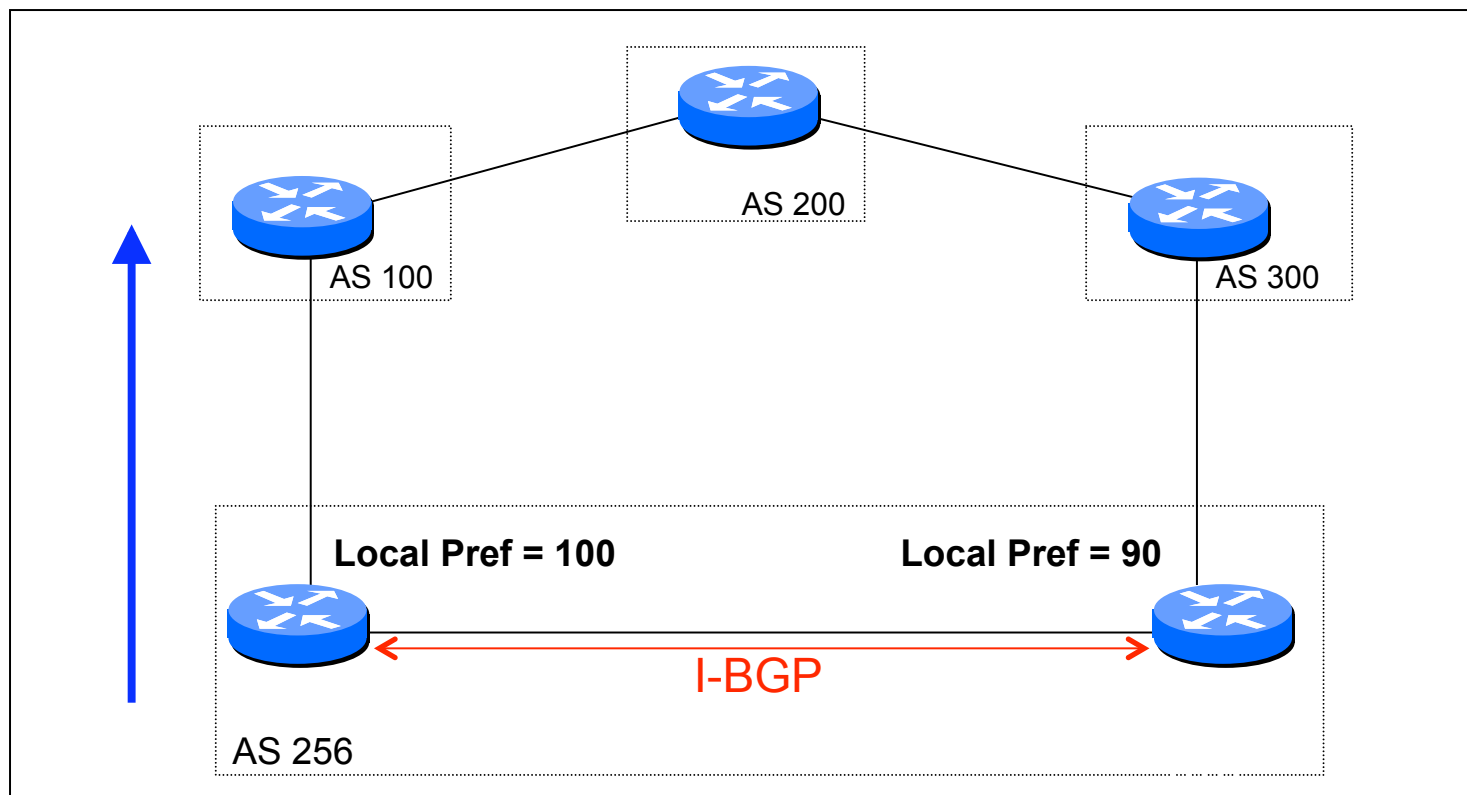 AS 200
AS 100
AS 300
Local Pref = 100
Local Pref = 90
I-BGP
AS 256